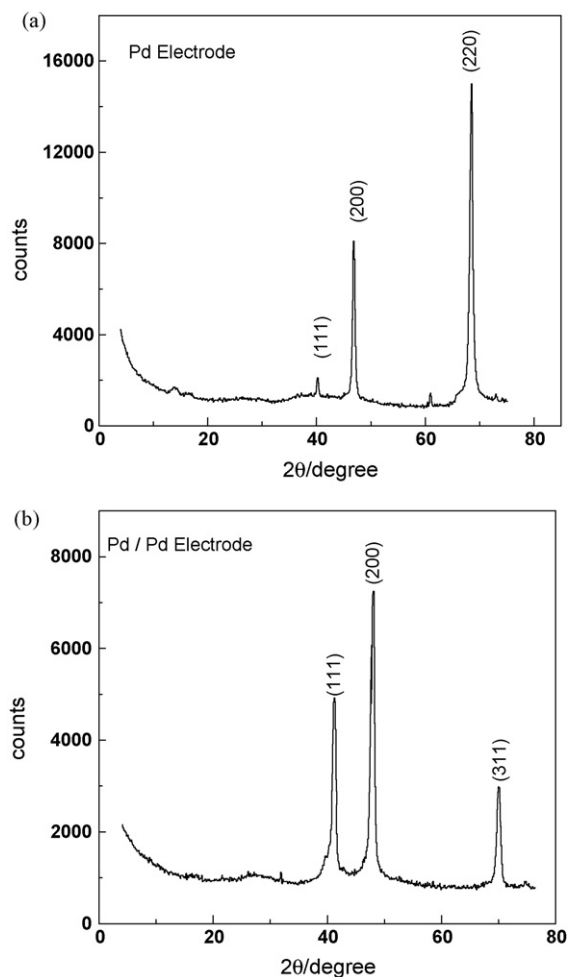 (a)
Pd Electrode
(220)
16000
12000
(200)
counts
8000
(111)
4000
0
0 20 40 60 80
2θ/degree
(b)
Pd / Pd Electrode
(200)
8000
(111)
6000
counts
4000
(311)
2000
0
0 20 40 60 80
2θ/degree